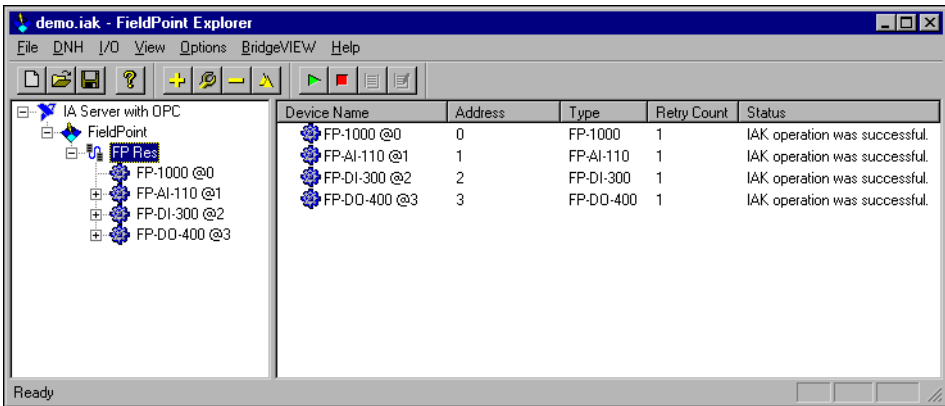 demo.iak - FieldPoint Explorer
File DNH I/O View Options BridgeVIEW Help
IA Server with OPC
FieldPoint
FP Res
FP-1000 @0
FP-AI-110 @1
FP-DI-300 @2
FP-DO-400 @3
Device Name Address Type Retry Count Status
FP-1000 @0 0 FP-1000 1 IAK operation was successful.
FP-AI-110 @1 1 FP-AI-110 1 IAK operation was successful.
FP-DI-300 @2 2 FP-DI-300 1 IAK operation was successful.
FP-DO-400 @3 3 FP-DO-400 1 IAK operation was successful.
Ready